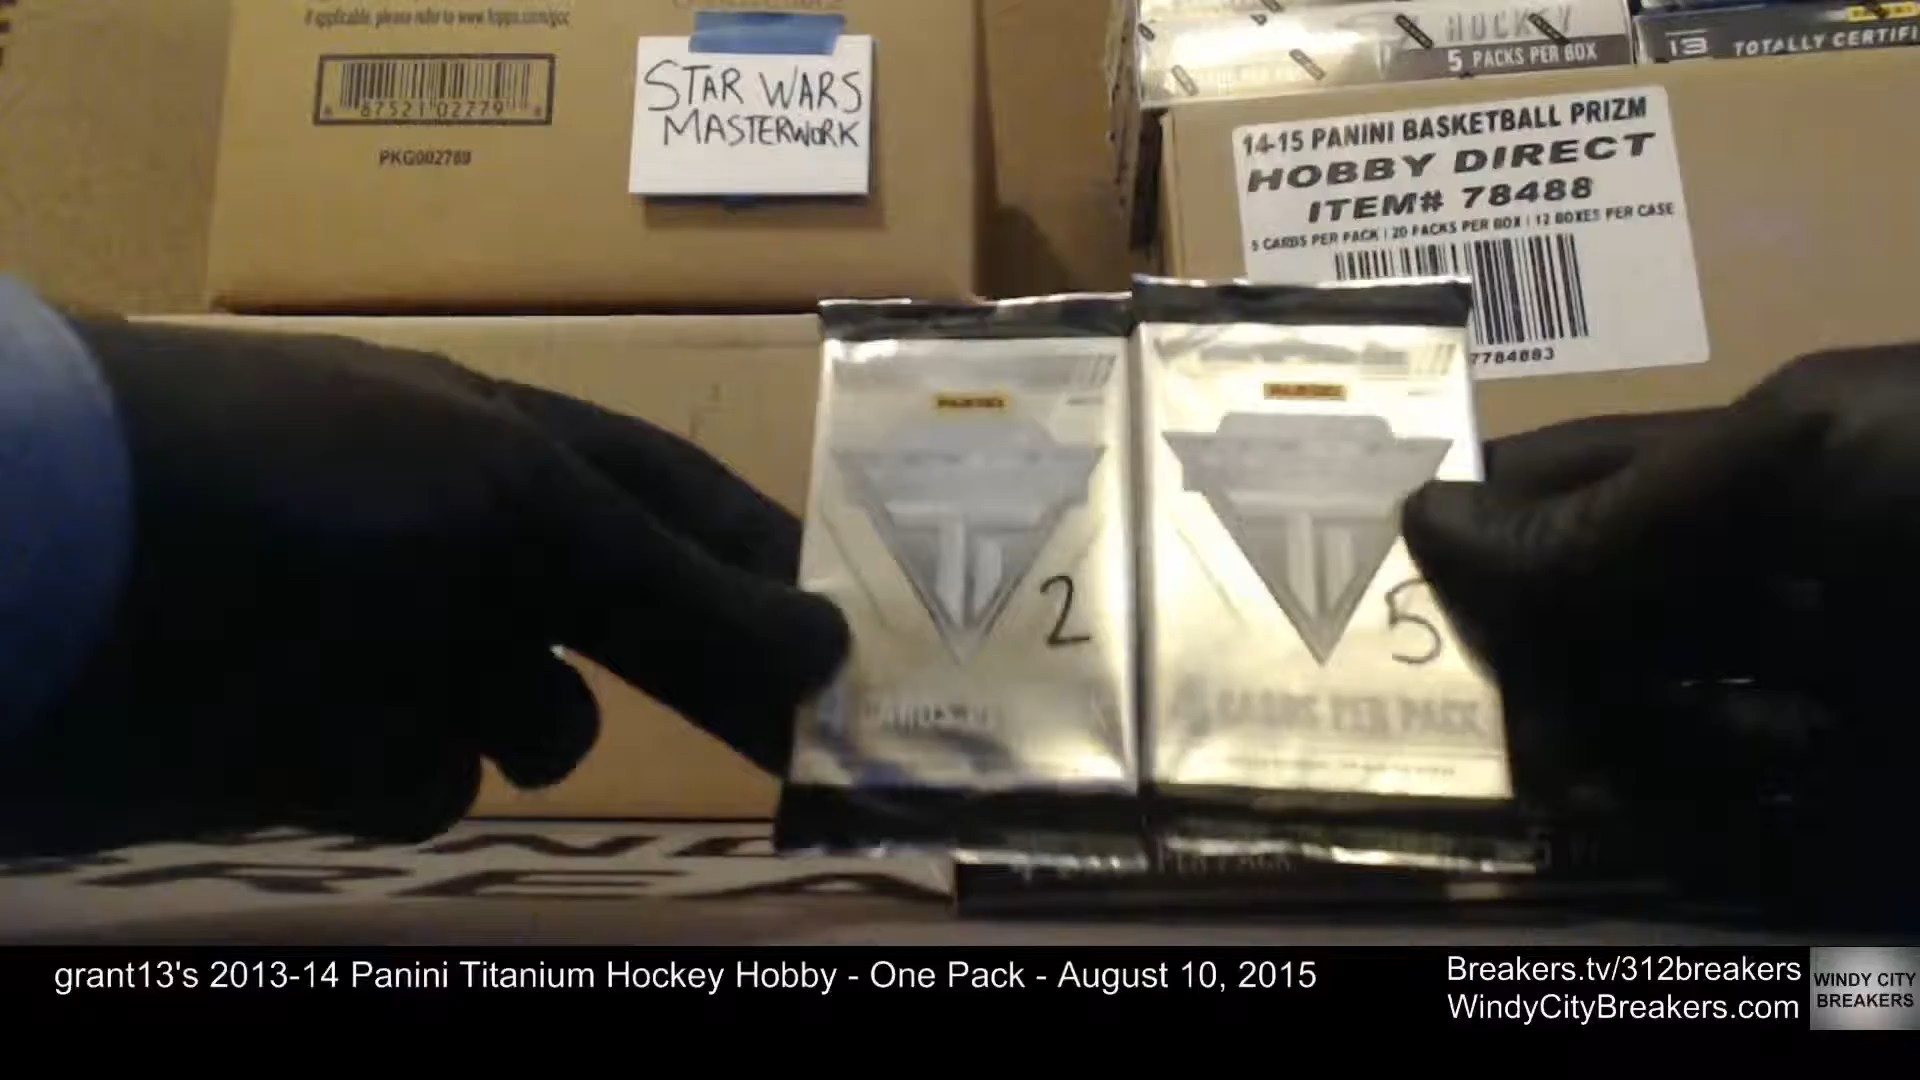 if applicable, please refer to www.topps.com/gcc
87521 02779
PKG002769
STAR WARS
MASTERWORK
HOCKEY
5 PACKS PER BOX
13 TOTALLY CERTIFI
14-15 PANINI BASKETBALL PRIZM
HOBBY DIRECT
ITEM# 78488
5 CARDS PER PACK | 20 PACKS PER BOX | 12 BOXES PER CASE
PANINI
PANINI
2
5
CARDS PER PACK
PER PACK
grant13's 2013-14 Panini Titanium Hockey Hobby - One Pack - August 10, 2015
Breakers.tv/312breakers
WindyCityBreakers.com
WINDY CITY
BREAKERS